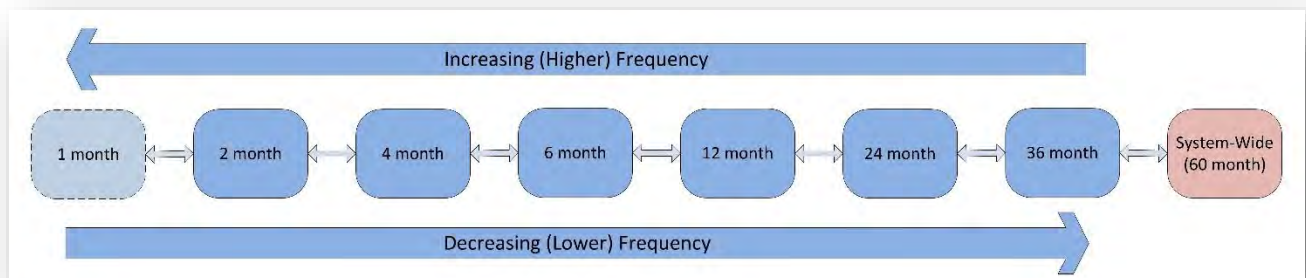 Increasing (Higher) Frequency
1 month
2 month
4 month
6 month
12 month
24 month
36 month
System-Wide
(60 month)
Decreasing (Lower) Frequency